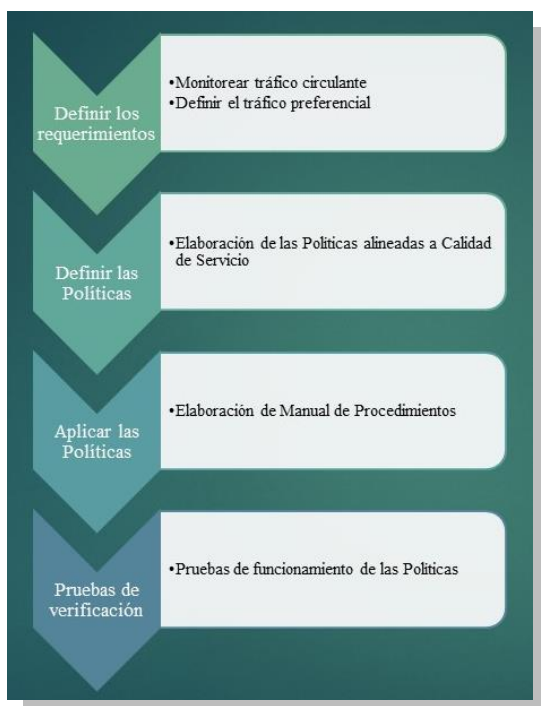 Definir los
requerimientos
•Monitorear tráfico circulante
•Definir el tráfico preferencial
Definir las
Políticas
•Elaboración de las Políticas alineadas a Calidad
de Servicio
Aplicar las
Políticas
•Elaboración de Manual de Procedimientos
Pruebas de
verificación
•Pruebas de funcionamiento de las Políticas